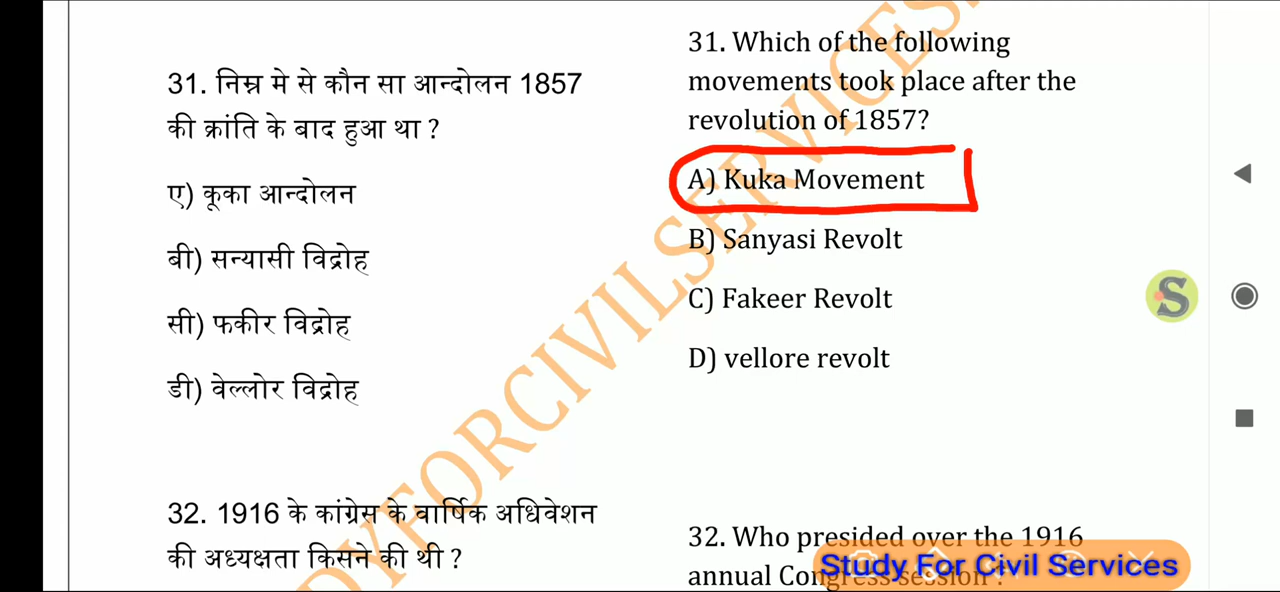 31. निम्न मे से कौन सा आन्दोलन 1857
की क्रांति के बाद हुआ था ?
ए) कूका आन्दोलन
बी) सन्यासी विद्रोह
सी) फकीर विद्रोह
डी) वेल्लोर विद्रोह
32. 1916 के कांग्रेस के वार्षिक अधिवेशन
की अध्यक्षता किसने की थी ?
31. Which of the following
movements took place after the
revolution of 1857?
A) Kuka Movement
B) Sanyasi Revolt
C) Fakeer Revolt
D) vellore revolt
32. Who presided over the 1916
annual Congress session ?
Study For Civil Services
S
DYFORCIVILSERVICES